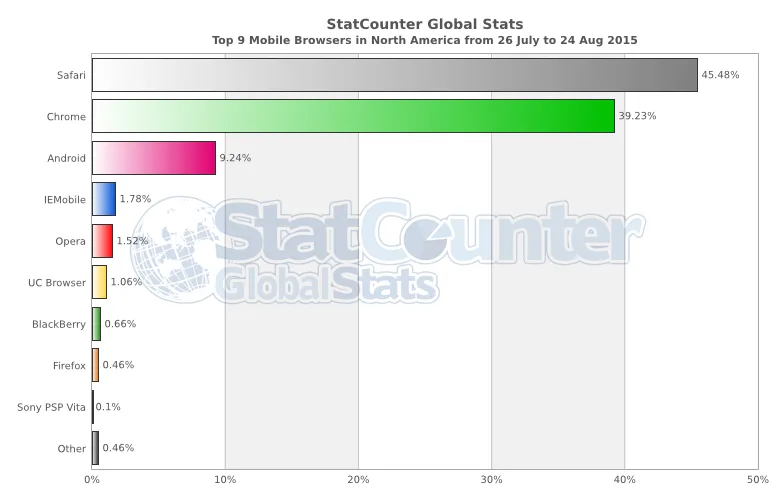 StatCounter Global Stats
Top 9 Mobile Browsers in North America from 26 July to 24 Aug 2015
Safari 45.48%
Chrome 39.23%
Android 9.24%
IEMobile 1.78%
Opera 1.52%
UC Browser 1.06%
BlackBerry 0.66%
Firefox 0.46%
Sony PSP Vita 0.1%
Other 0.46%
0% 10% 20% 30% 40% 50%
StatCounter
GlobalStats